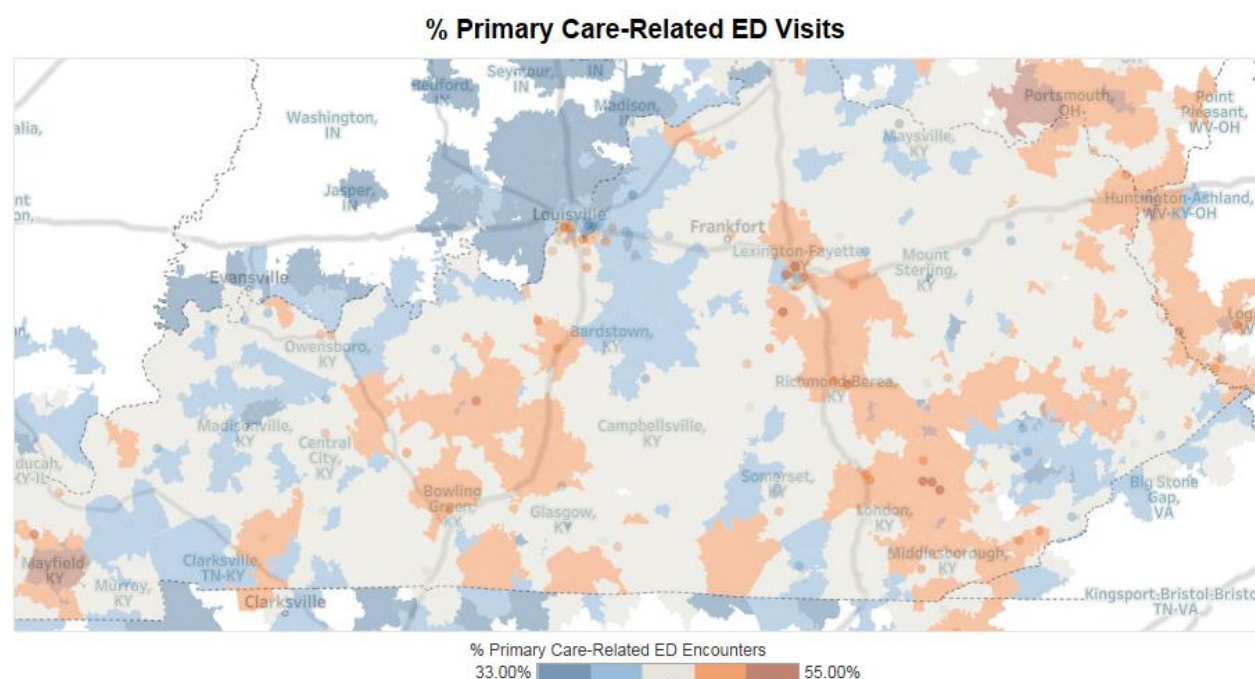 % Primary Care-Related ED Visits
Seymour,
IN
Bedford,
IN
Madison,
IN
Washington,
IN
Portsmouth,
OH
Point
Pleasant,
WV-OH
Maysville,
KY
Jasper,
IN
Huntington-Ashland,
WV-KY-OH
Louisville
Frankfort
Lexington-Fayette,
KY
Mount
Sterling,
KY
Evansville
Bardstown,
KY
Owensboro,
KY
Richmond-Berea,
KY
Madisonville,
KY
Central
City,
KY
Campbellsville,
KY
KY-IL
Somerset,
KY
Big Stone
Gap,
VA
Bowling
Green,
KY
Glasgow,
KY
London,
KY
Mayfield
KY
Clarksville,
TN-KY
Middlesborough,
KY
Murray,
KY
Clarksville
Kingsport-Bristol-Bristol
TN-VA
% Primary Care-Related ED Encounters
33.00% 55.00%